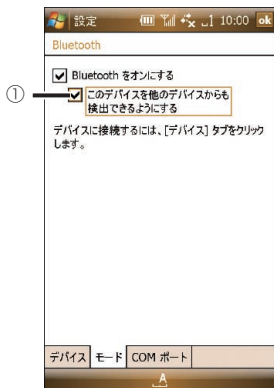 設定 10:00 ok
Bluetooth
Bluetooth をオンにする
① このデバイスを他のデバイスからも
検出できるようにする
デバイスに接続するには、[デバイス] タブをクリック
します。
デバイス モード COM ポート
A